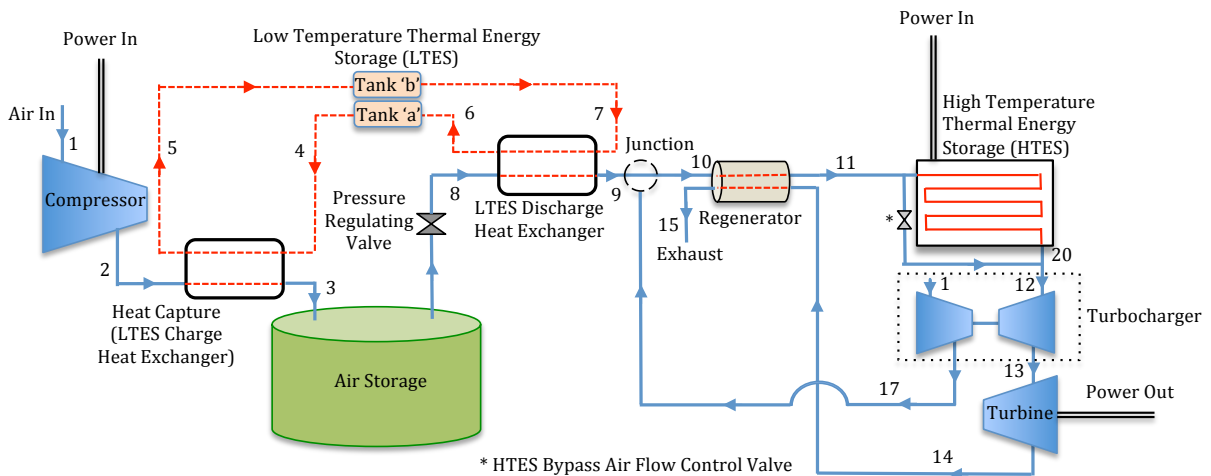 Power In
Low Temperature Thermal Energy
Storage (LTES)
Tank ‘b’
Tank ‘a’
Air In
1
Compressor
2
5
4
6
7
Heat Capture
(LTES Charge
Heat Exchanger)
3
Air Storage
Pressure
Regulating
Valve
8
LTES Discharge
Heat Exchanger
9
Junction
10
Regenerator
15
Exhaust
11
Power In
High Temperature
Thermal Energy
Storage (HTES)
*
20
1
12
Turbocharger
13
17
Turbine
Power Out
14
* HTES Bypass Air Flow Control Valve